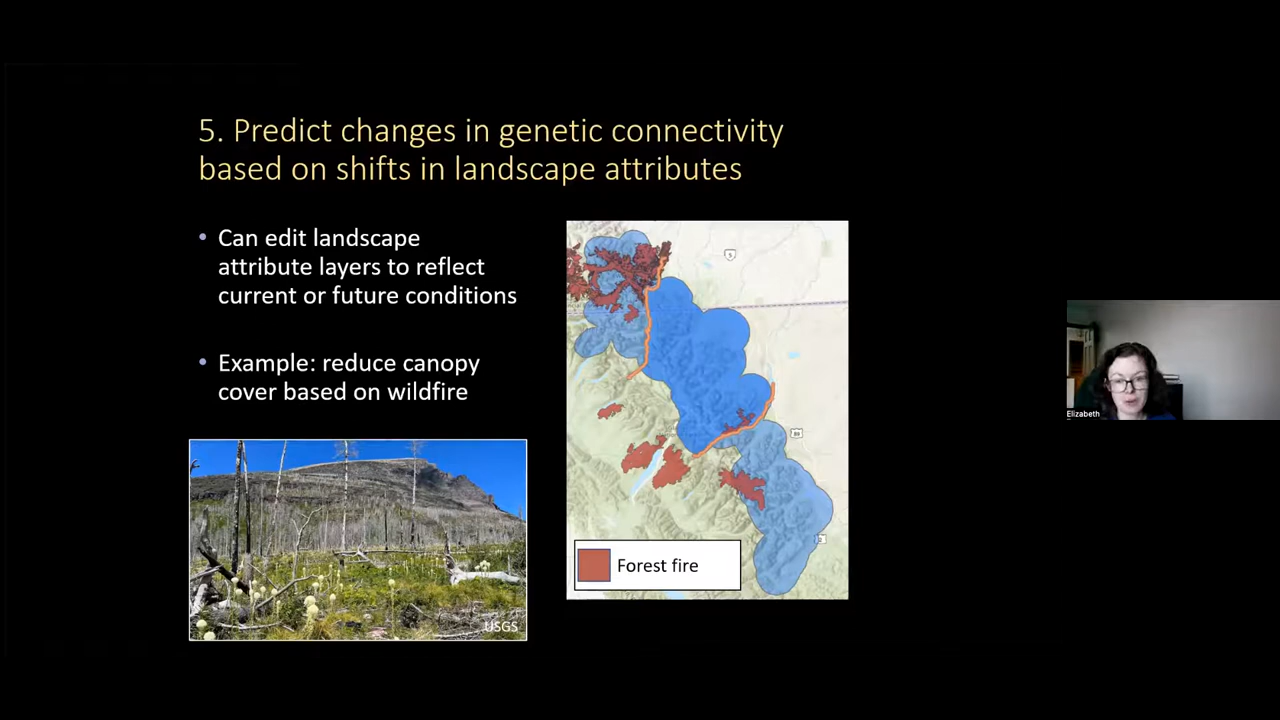 5. Predict changes in genetic connectivity
based on shifts in landscape attributes
• Can edit landscape
attribute layers to reflect
current or future conditions
• Example: reduce canopy
cover based on wildfire
USGS
5
Forest fire
Elizabeth